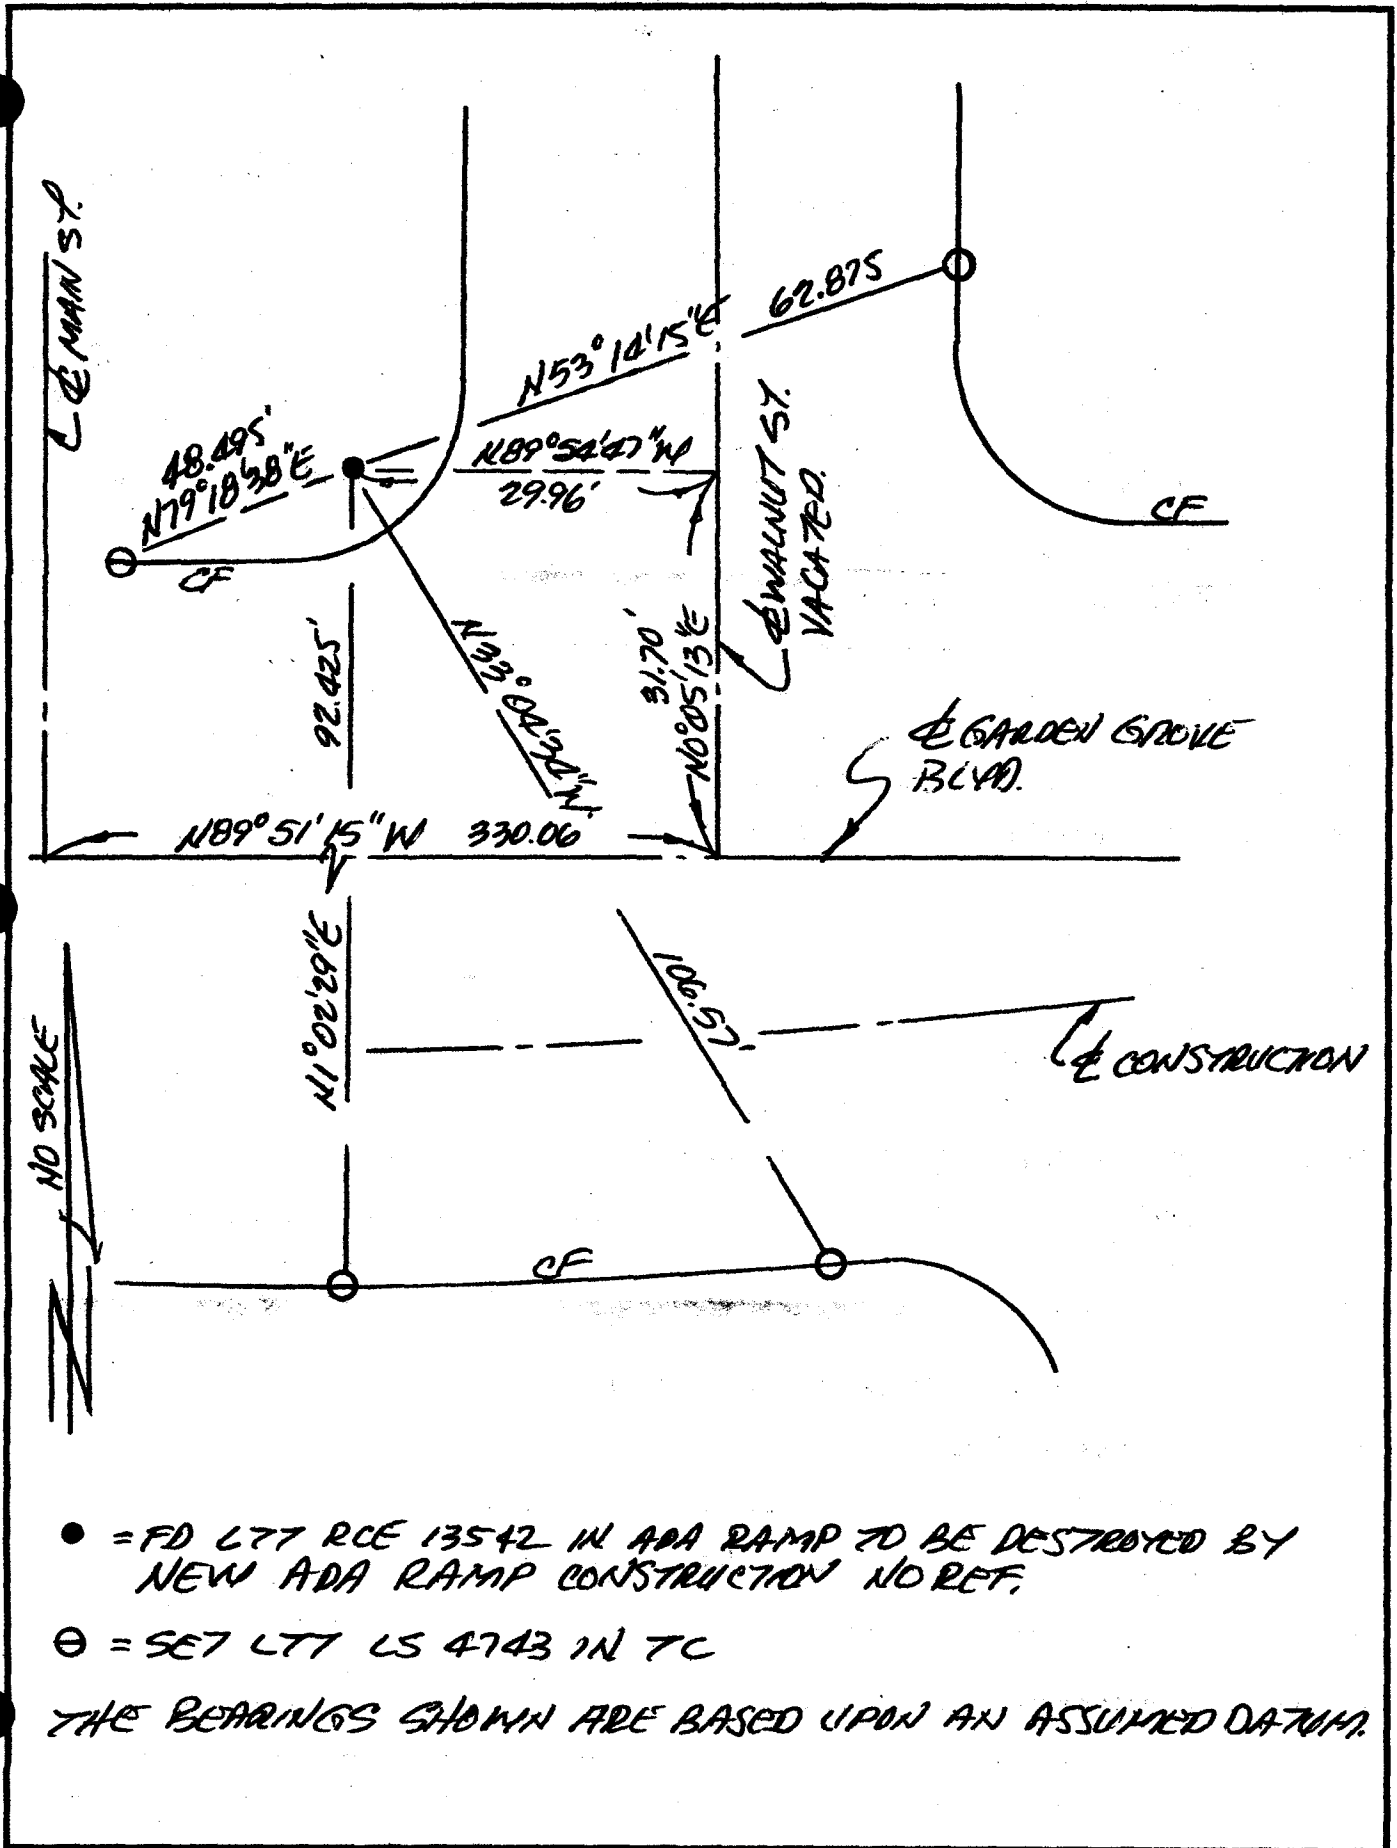 ℄ MAIN ST.
48.495'
N79°18'38"E
N53°14'15"E
62.875
N89°54'47"W
29.96'
℄ WALNUT ST.
VACATED.
CF
CF
92.425'
N33°04'34"W.
31.70'
N0°05'13"E
℄ GARDEN GROVE
BLVD.
N89°51'15"W 330.06
N1°02'29"E
106.57'
℄ CONSTRUCTION
NO SCALE
CF
= FD LTT RCE 13542 IN ADA RAMP TO BE DESTROYED BY
NEW ADA RAMP CONSTRUCTION NO REF.
= SET LTT LS 4743 IN TC
THE BEARINGS SHOWN ARE BASED UPON AN ASSUMED DATUM.